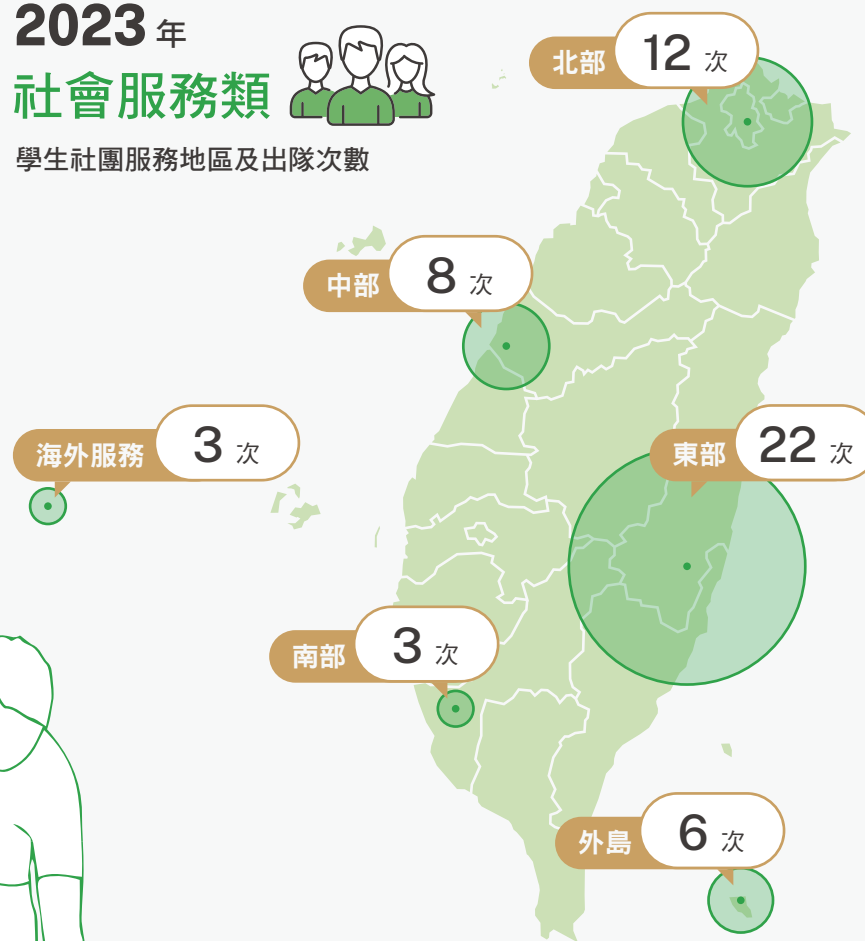 2023 年
社會服務類
學生社團服務地區及出隊次數
北部 12 次
中部 8 次
海外服務 3 次
東部 22 次
南部 3 次
外島 6 次